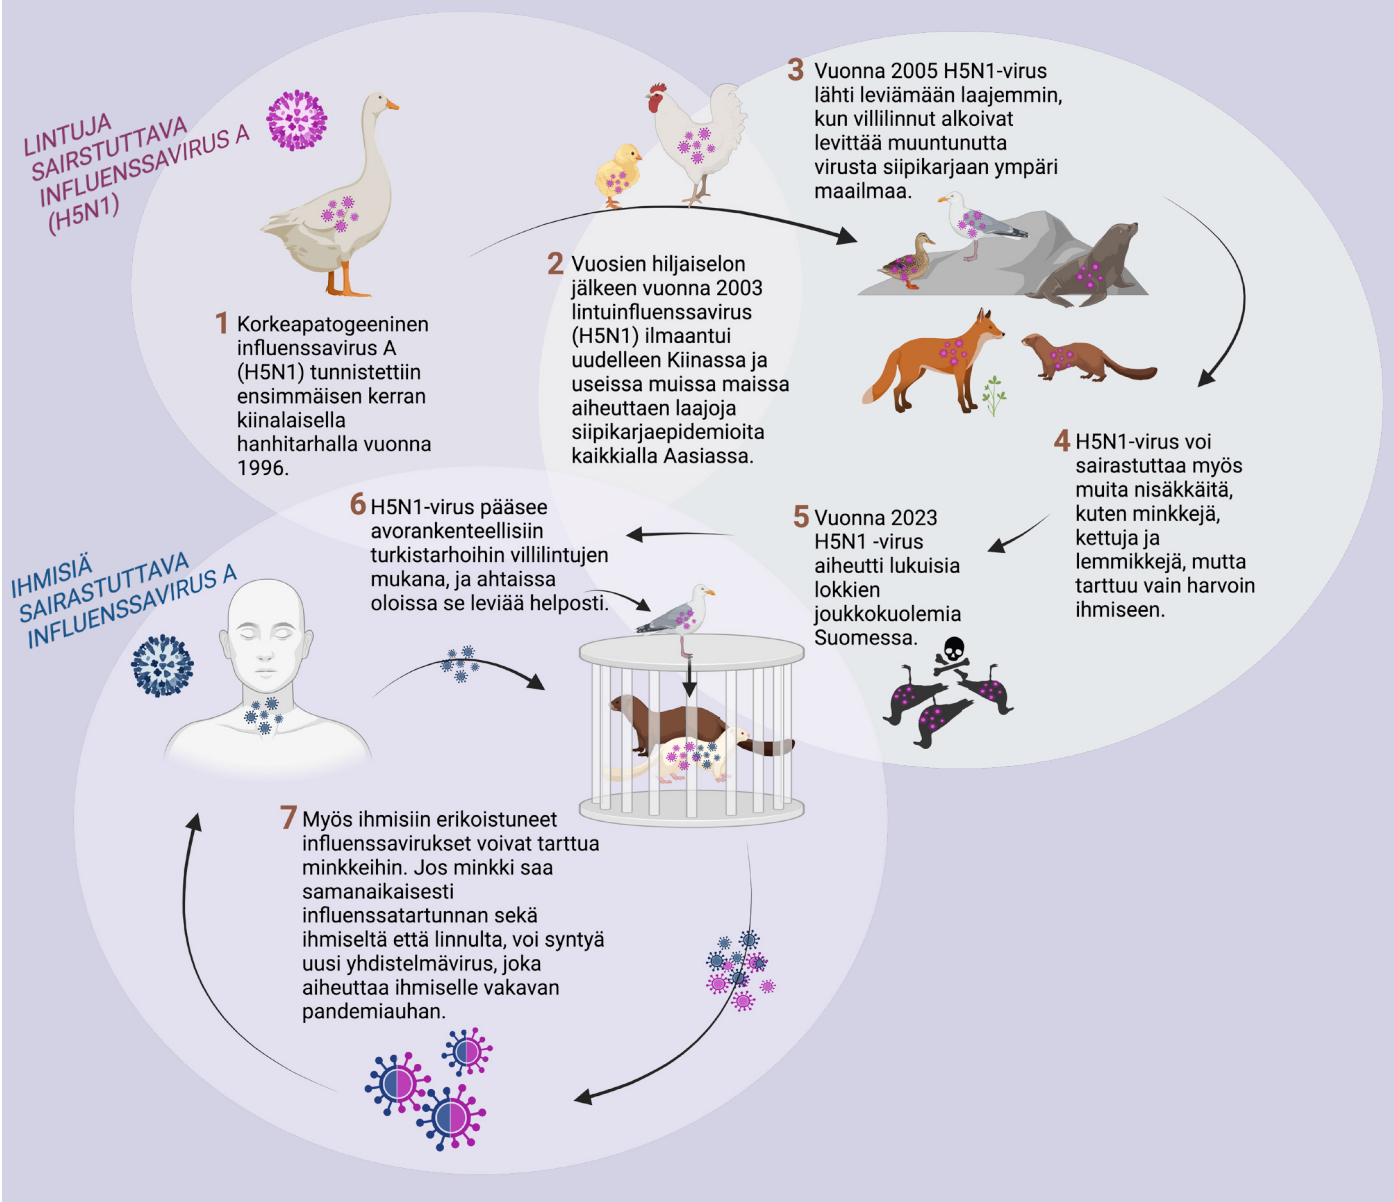 LINTUJA
SAIRSTUTTAVA
INFLUENSSAVIRUS A
(H5N1)
1 Korkeapatogeeninen
influenssavirus A
(H5N1) tunnistettiin
ensimmäisen kerran
kiinalaisella
hanhitarhalla vuonna
1996.
2 Vuosien hiljaiselon
jälkeen vuonna 2003
lintuinfluenssavirus
(H5N1) ilmaantui
uudelleen Kiinassa ja
useissa muissa maissa
aiheuttaen laajoja
siipikarjaepidemioita
kaikkialla Aasiassa.
3 Vuonna 2005 H5N1-virus
lähti leviämään laajemmin,
kun villilinnut alkoivat
levittää muuntunutta
virusta siipikarjaan ympäri
maailmaa.
4 H5N1-virus voi
sairastuttaa myös
muita nisäkkäitä,
kuten minkkejä,
kettuja ja
lemmikkejä, mutta
tarttuu vain harvoin
ihmiseen.
5 Vuonna 2023
H5N1 -virus
aiheutti lukuisia
lokkien
joukkokuolemia
Suomessa.
6 H5N1-virus pääsee
avorankenteellisiin
turkistarhoihin villilintujen
mukana, ja ahtaissa
oloissa se leviää helposti.
IHMISIÄ
SAIRASTUTTAVA
INFLUENSSAVIRUS A
7 Myös ihmisiin erikoistuneet
influenssavirukset voivat tarttua
minkkeihin. Jos minkki saa
samanaikaisesti
influenssatartunnan sekä
ihmiseltä että linnulta, voi syntyä
uusi yhdistelmävirus, joka
aiheuttaa ihmiselle vakavan
pandemiauhan.